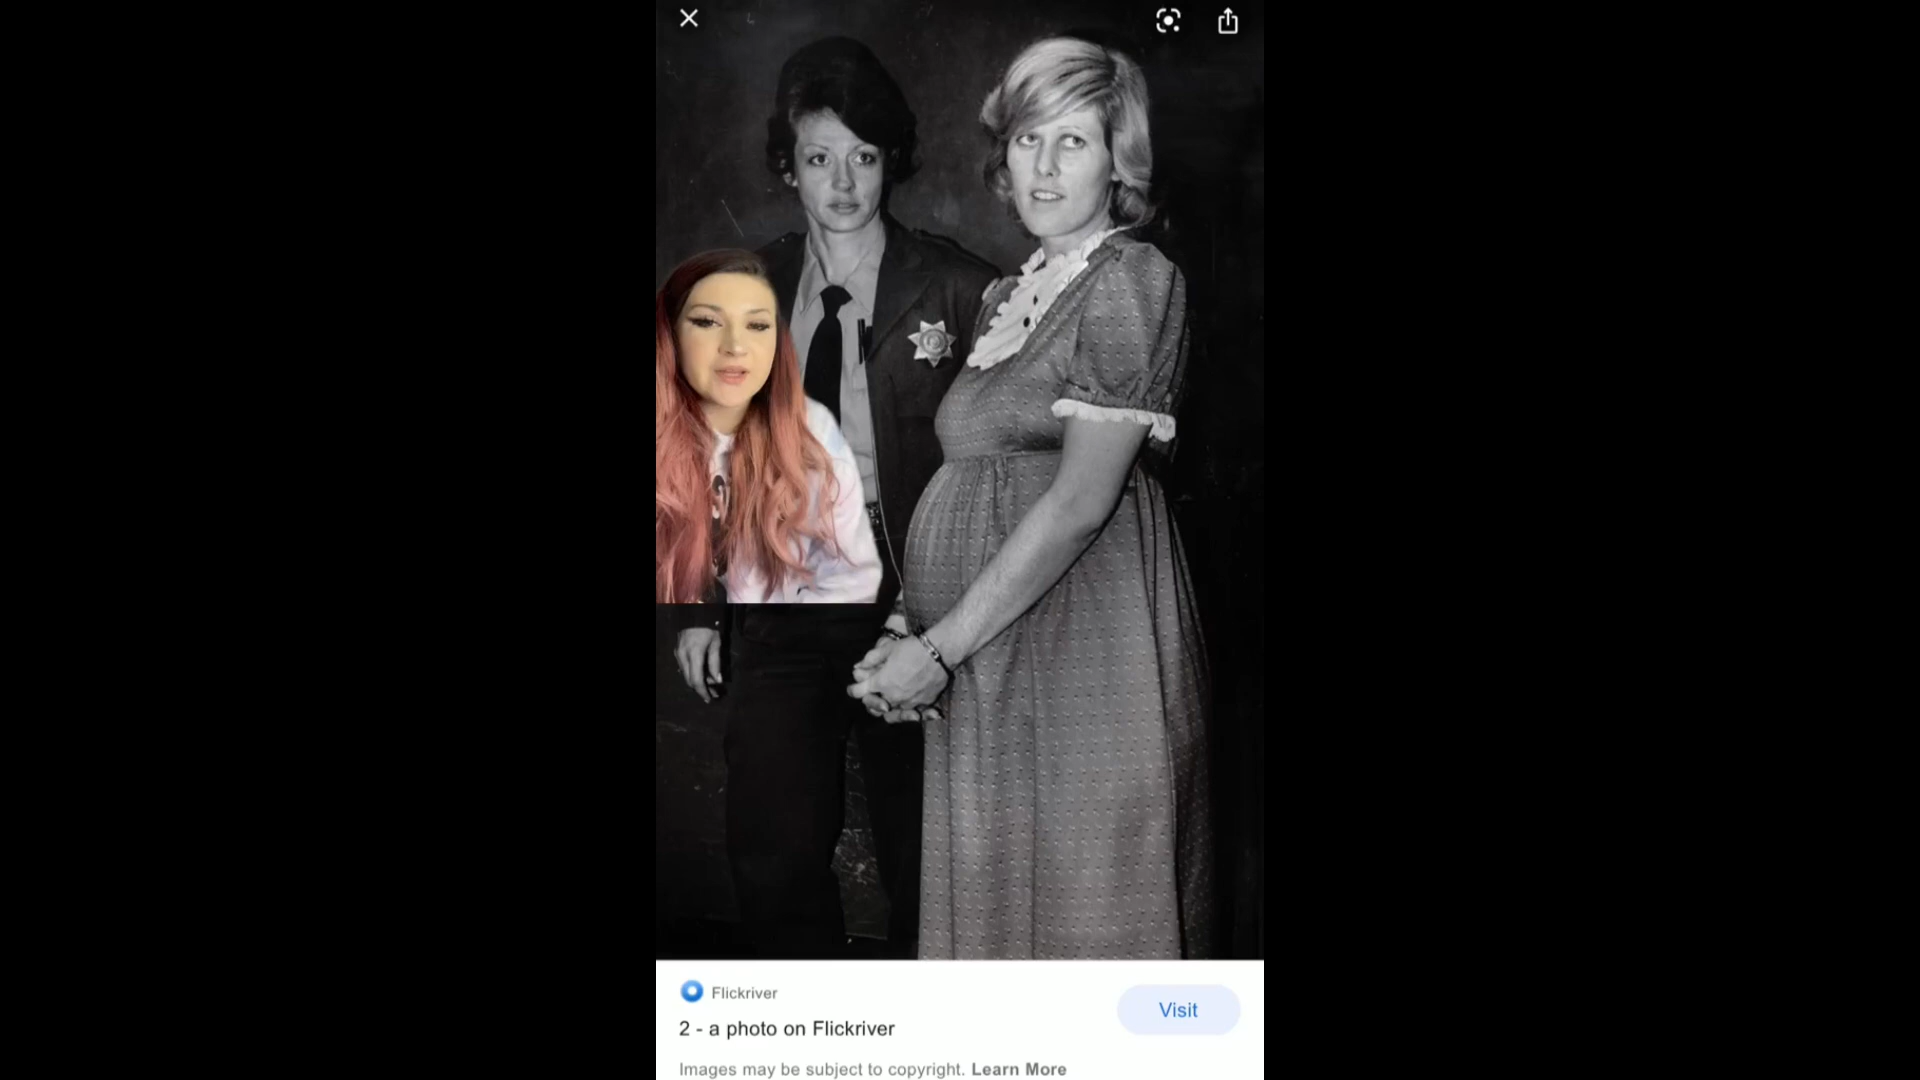 Flickriver
Visit
2 - a photo on Flickriver
Images may be subject to copyright. Learn More